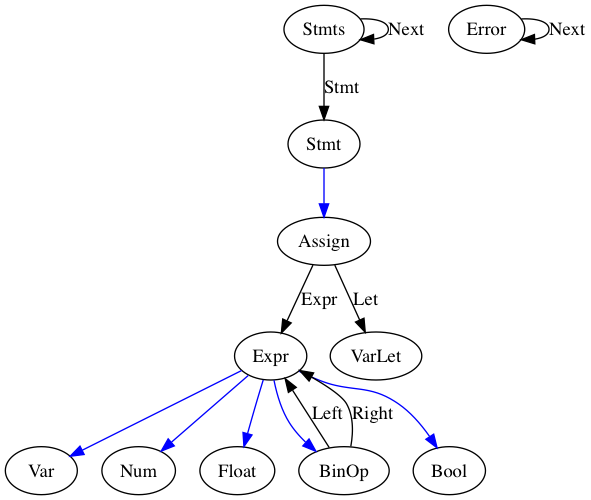 Stmts
Next
Error
Next
Stmt
Stmt
Assign
Expr
Let
Expr
VarLet
Left
Right
Var
Num
Float
BinOp
Bool